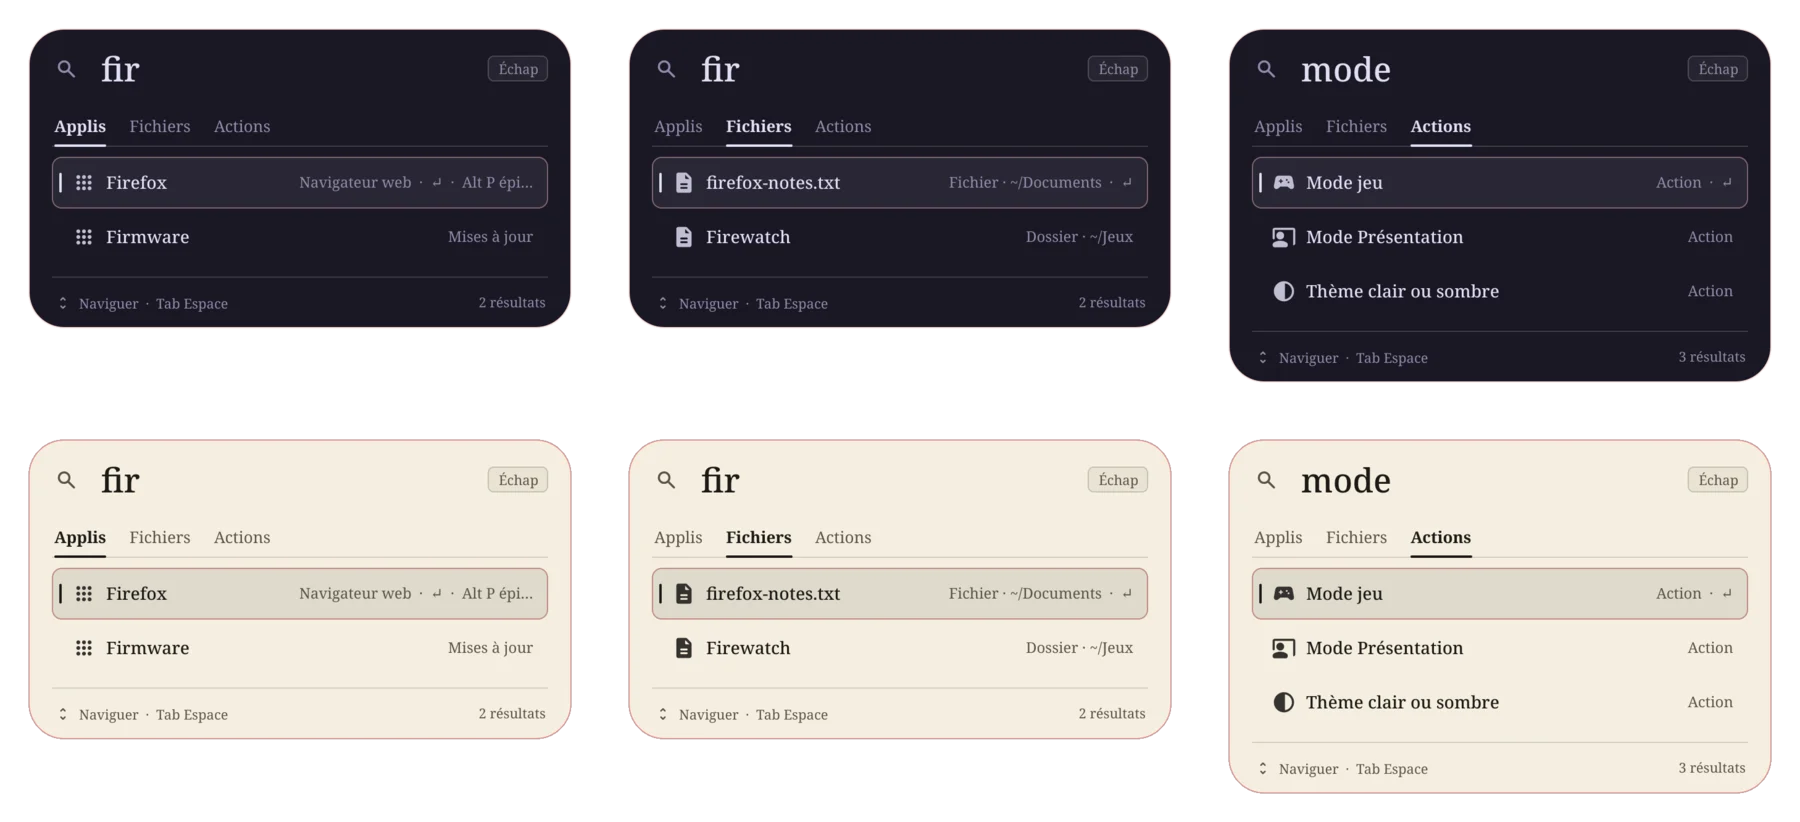 fir Échap
Applis Fichiers Actions
Firefox Navigateur web · ↵ · Alt P épi…
Firmware Mises à jour
Naviguer · Tab Espace 2 résultats
fir Échap
Applis Fichiers Actions
firefox-notes.txt Fichier · ~/Documents · ↵
Firewatch Dossier · ~/Jeux
Naviguer · Tab Espace 2 résultats
mode Échap
Applis Fichiers Actions
Mode jeu Action · ↵
Mode Présentation Action
Thème clair ou sombre Action
Naviguer · Tab Espace 3 résultats
fir Échap
Applis Fichiers Actions
Firefox Navigateur web · ↵ · Alt P épi…
Firmware Mises à jour
Naviguer · Tab Espace 2 résultats
fir Échap
Applis Fichiers Actions
firefox-notes.txt Fichier · ~/Documents · ↵
Firewatch Dossier · ~/Jeux
Naviguer · Tab Espace 2 résultats
mode Échap
Applis Fichiers Actions
Mode jeu Action · ↵
Mode Présentation Action
Thème clair ou sombre Action
Naviguer · Tab Espace 3 résultats